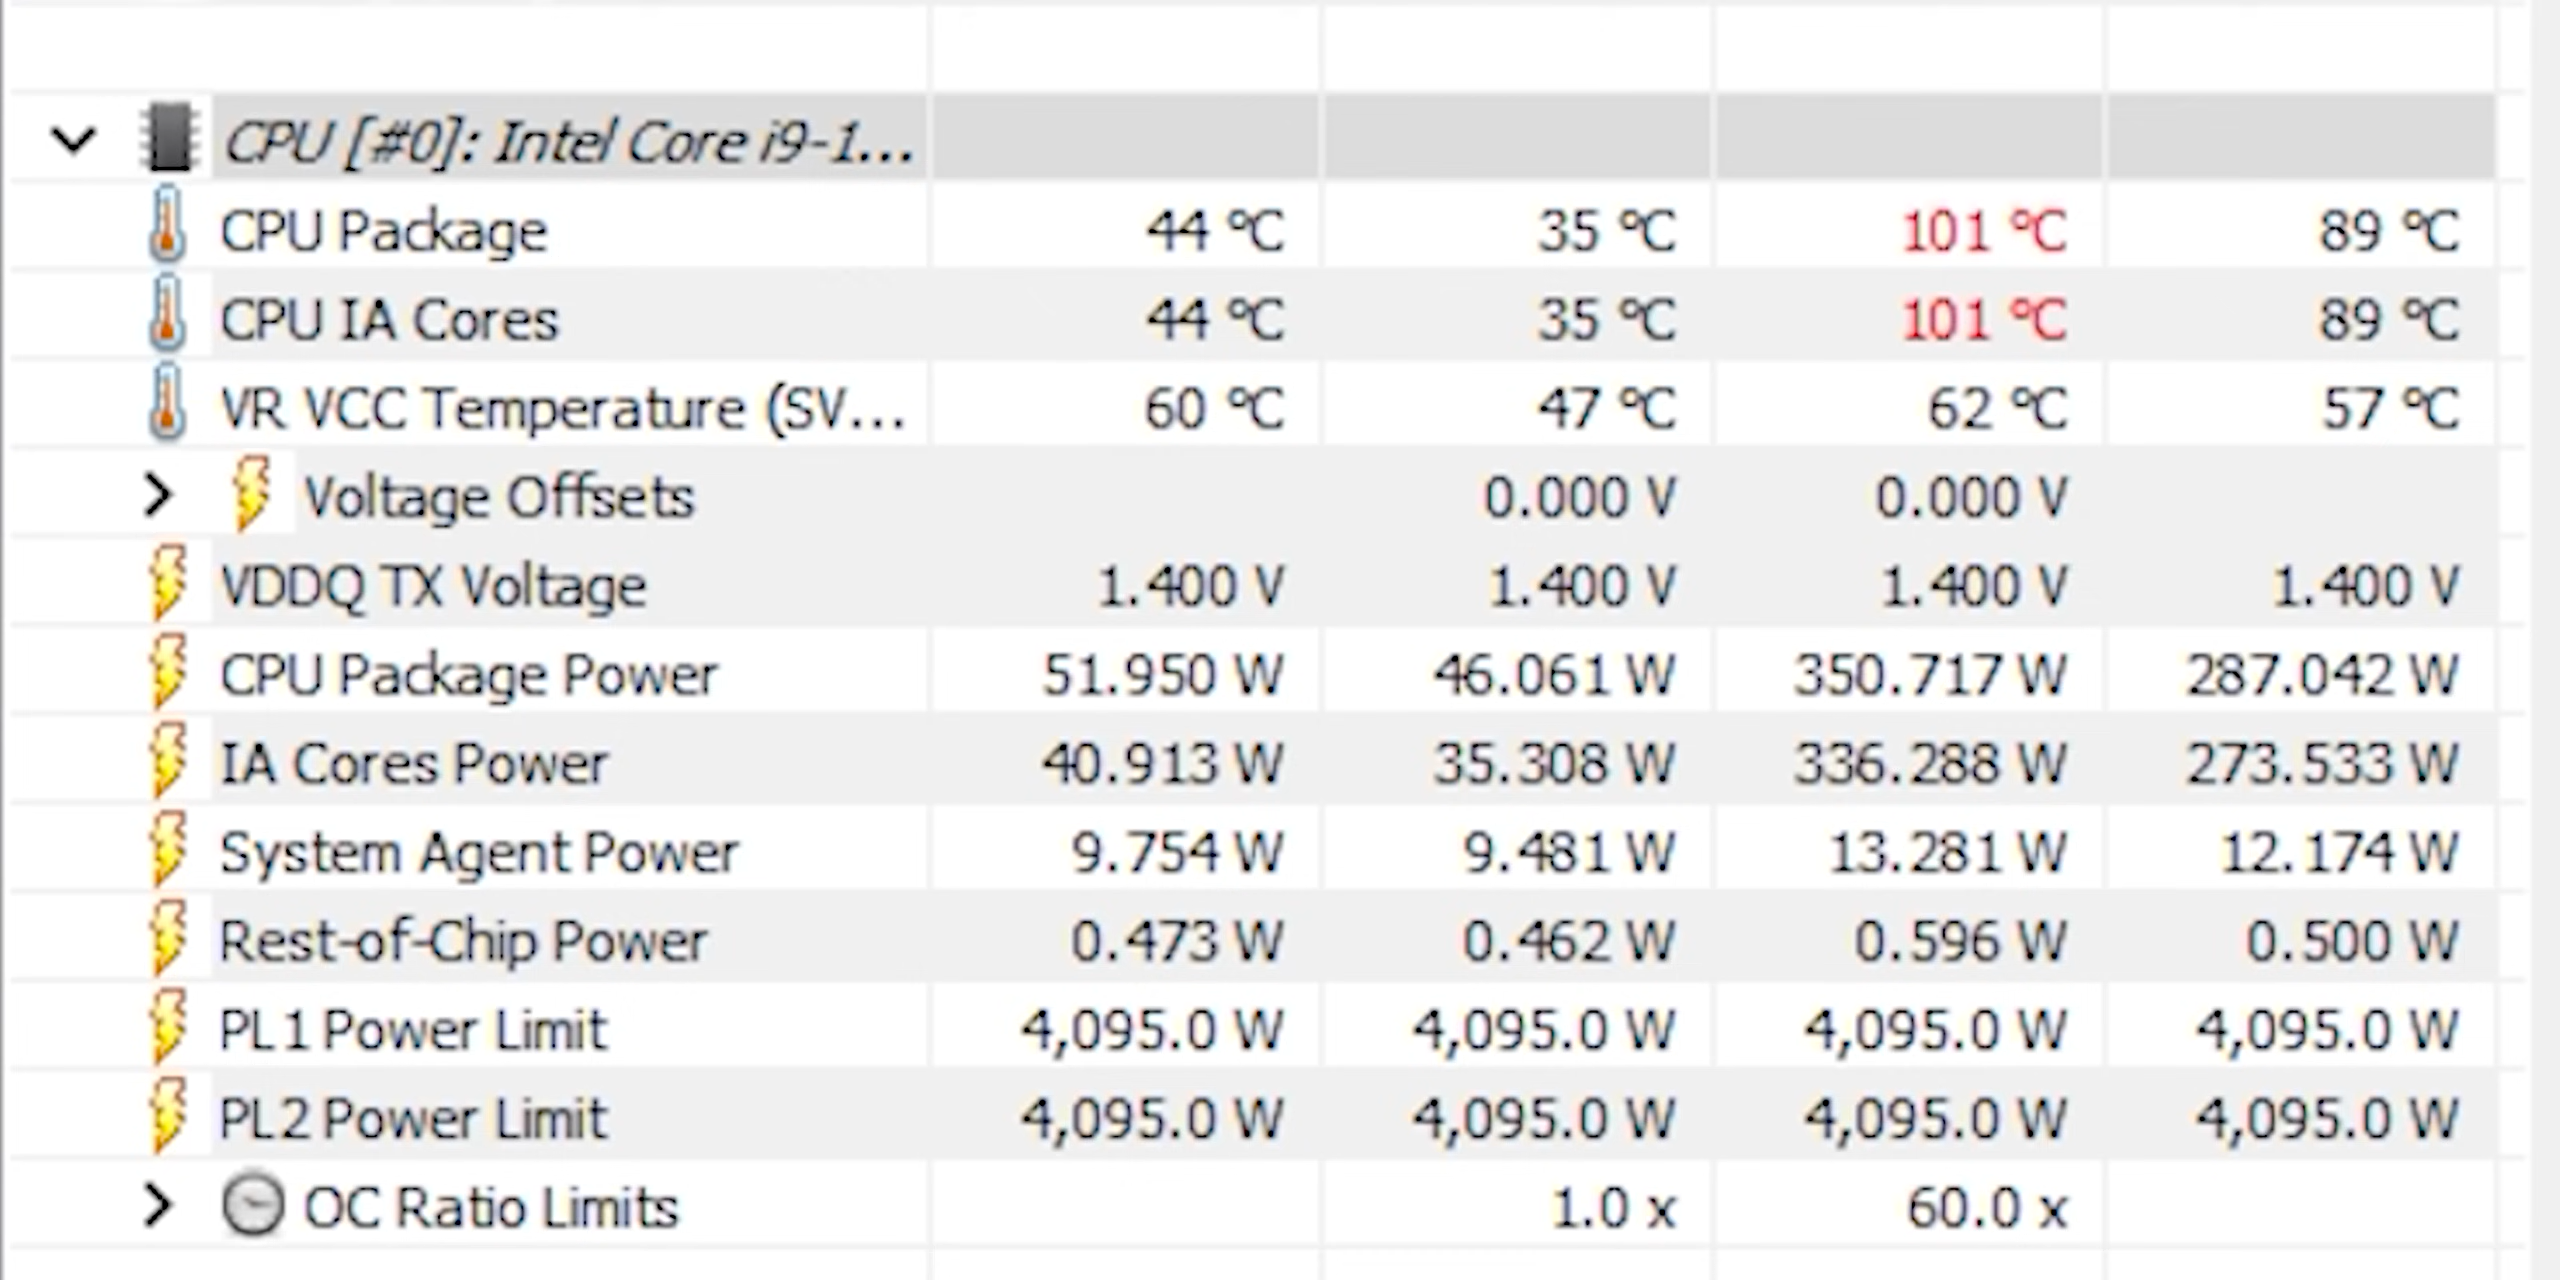 CPU [#0]: Intel Core i9-1...
CPU Package 44 °C 35 °C 101 °C 89 °C
CPU IA Cores 44 °C 35 °C 101 °C 89 °C
VR VCC Temperature (SV... 60 °C 47 °C 62 °C 57 °C
Voltage Offsets 0.000 V 0.000 V
VDDQ TX Voltage 1.400 V 1.400 V 1.400 V 1.400 V
CPU Package Power 51.950 W 46.061 W 350.717 W 287.042 W
IA Cores Power 40.913 W 35.308 W 336.288 W 273.533 W
System Agent Power 9.754 W 9.481 W 13.281 W 12.174 W
Rest-of-Chip Power 0.473 W 0.462 W 0.596 W 0.500 W
PL1 Power Limit 4,095.0 W 4,095.0 W 4,095.0 W 4,095.0 W
PL2 Power Limit 4,095.0 W 4,095.0 W 4,095.0 W 4,095.0 W
OC Ratio Limits 1.0 x 60.0 x